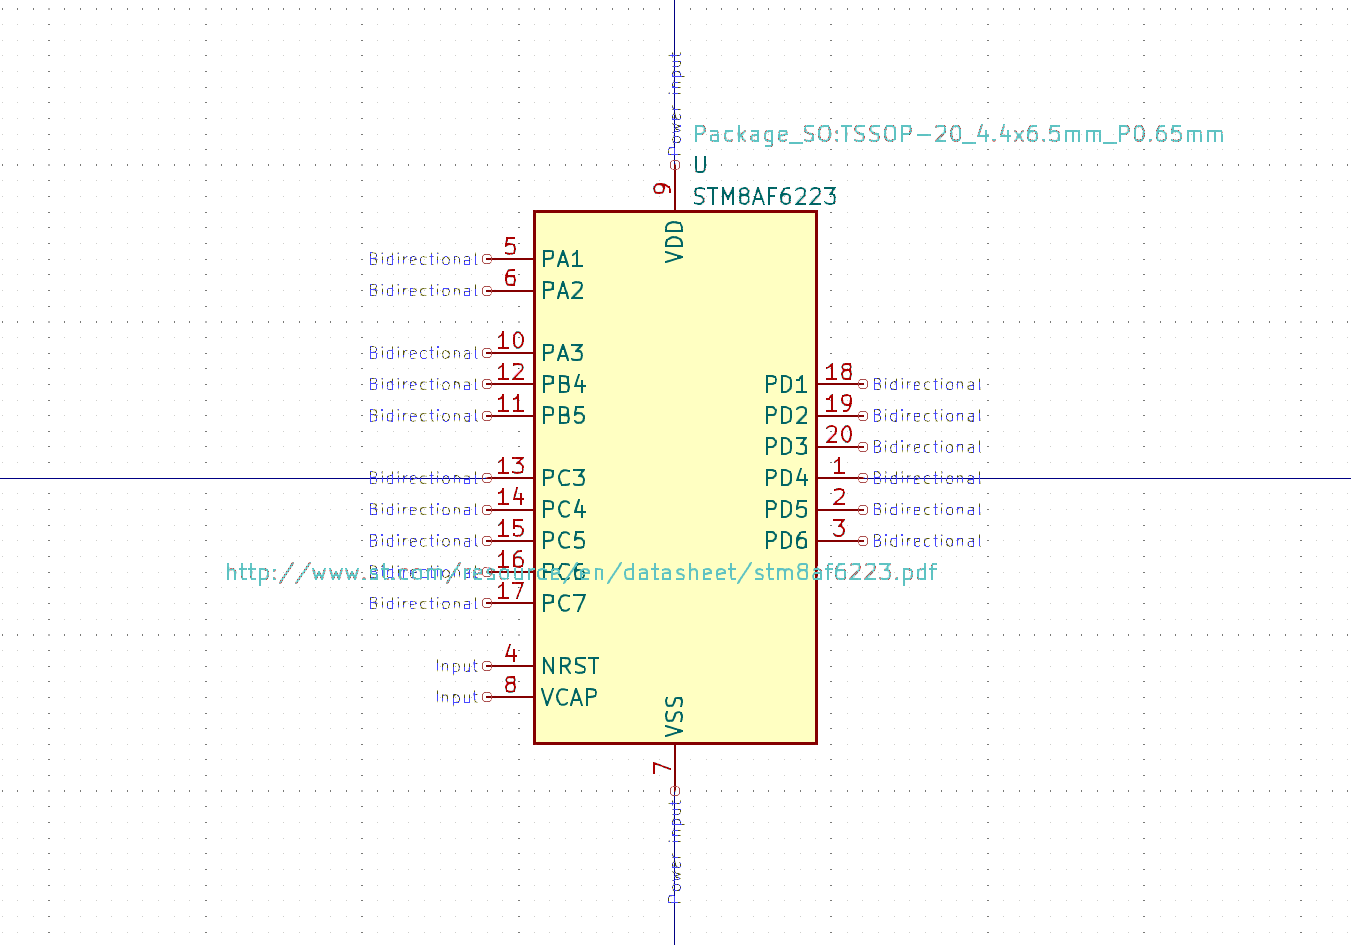 Power input
Package_SO:TSSOP-20_4.4x6.5mm_P0.65mm
U
9
STM8AF6223
VDD
Bidirectional 5 PA1
Bidirectional 6 PA2
Bidirectional 10 PA3
Bidirectional 12 PB4 PD1 18 Bidirectional
Bidirectional 11 PB5 PD2 19 Bidirectional
PD3 20 Bidirectional
Bidirectional 13 PC3 PD4 1 Bidirectional
Bidirectional 14 PC4 PD5 2 Bidirectional
Bidirectional 15 PC5 PD6 3 Bidirectional
Bidirectional 16 PC6
http://www.st.com/resource/en/datasheet/stm8af6223.pdf
Bidirectional 17 PC7
Input 4 NRST
Input 8 VCAP
VSS
7
Power input